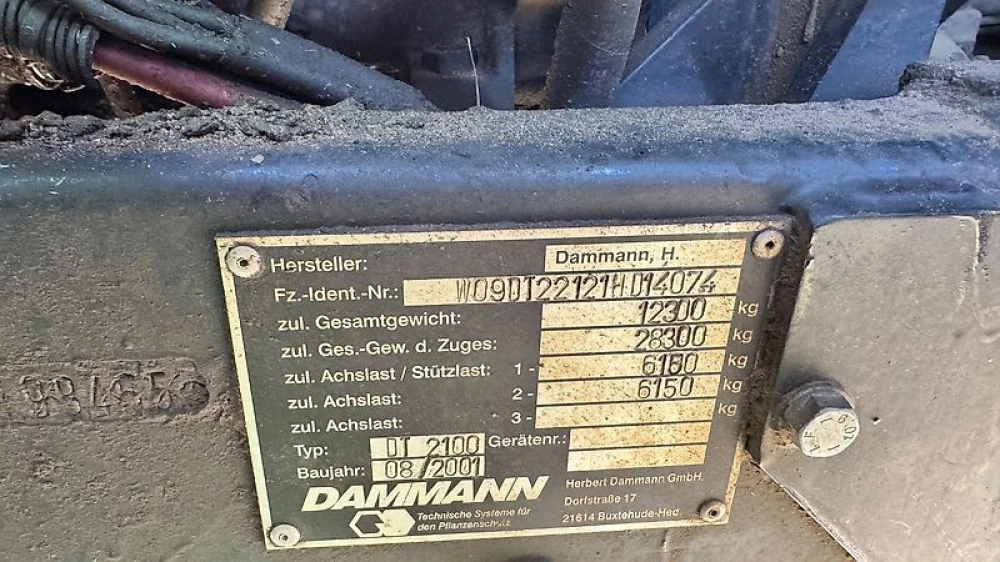 Hersteller: Dammann, H.
Fz.-Ident.-Nr.: W09DT22121HD14074
zul. Gesamtgewicht: 12300 kg
zul. Ges.-Gew. d. Zuges: 28300 kg
zul. Achslast / Stützlast: 1 - 6150 kg
zul. Achslast: 2 - 6150 kg
zul. Achslast: 3 - kg
Typ: DT 2100 Gerätenr.:
Baujahr: 08/2001
DAMMANN
Technische Systeme für
den Pflanzenschutz
Herbert Dammann GmbH.
Dorfstraße 17
21614 Buxtehude-Hed.